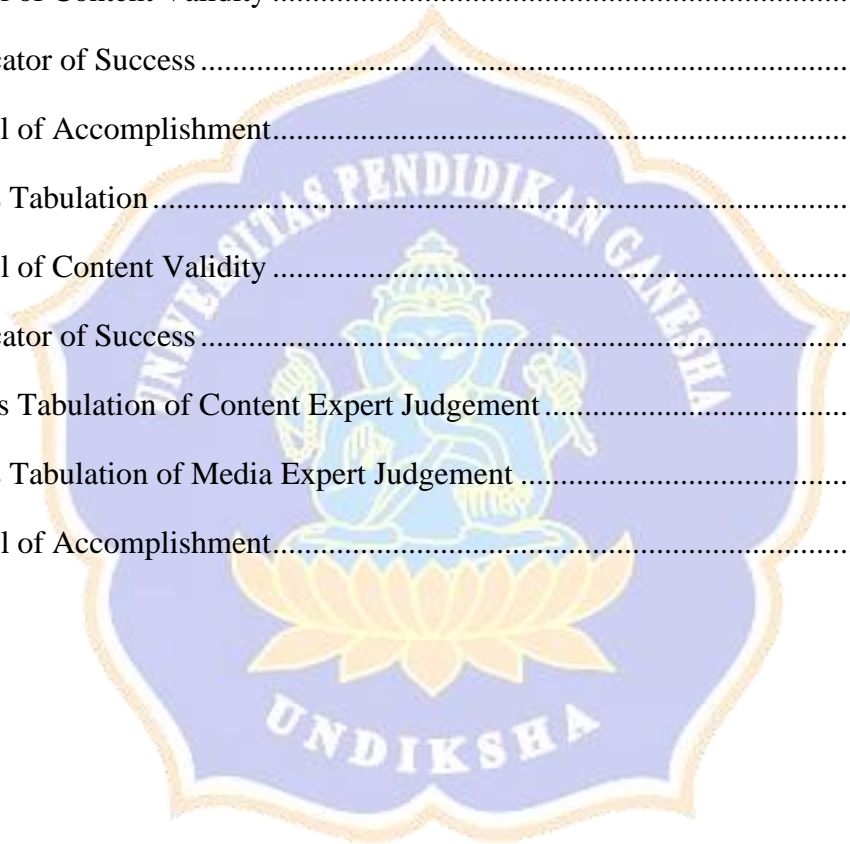 of Content Validity ................................................................................
cator of Success ................................................................................
l of Accomplishment................................................................................
s Tabulation ................................................................................
l of Content Validity ................................................................................
cator of Success ................................................................................
s Tabulation of Content Expert Judgement ......................................
s Tabulation of Media Expert Judgement .........................................
l of Accomplishment................................................................................
UNIVERSITAS PENDIDIKAN GANESHA
UNDIKSHA